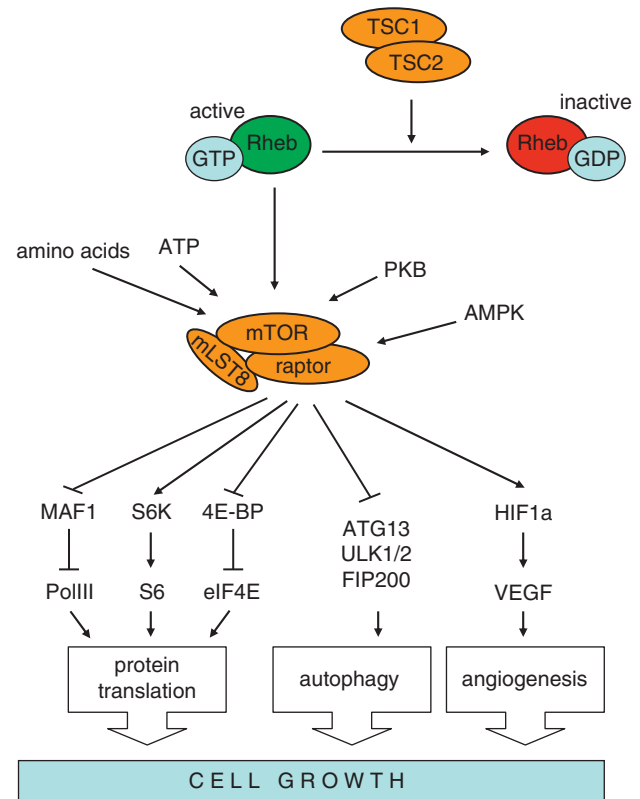 TSC1
TSC2
active
inactive
GTP
Rheb
Rheb
GDP
amino acids
ATP
PKB
AMPK
mTOR
mLST8
raptor
MAF1
S6K
4E-BP
ATG13
ULK1/2
FIP200
HIF1a
PolIII
S6
eIF4E
VEGF
protein
translation
autophagy
angiogenesis
CELL GROWTH